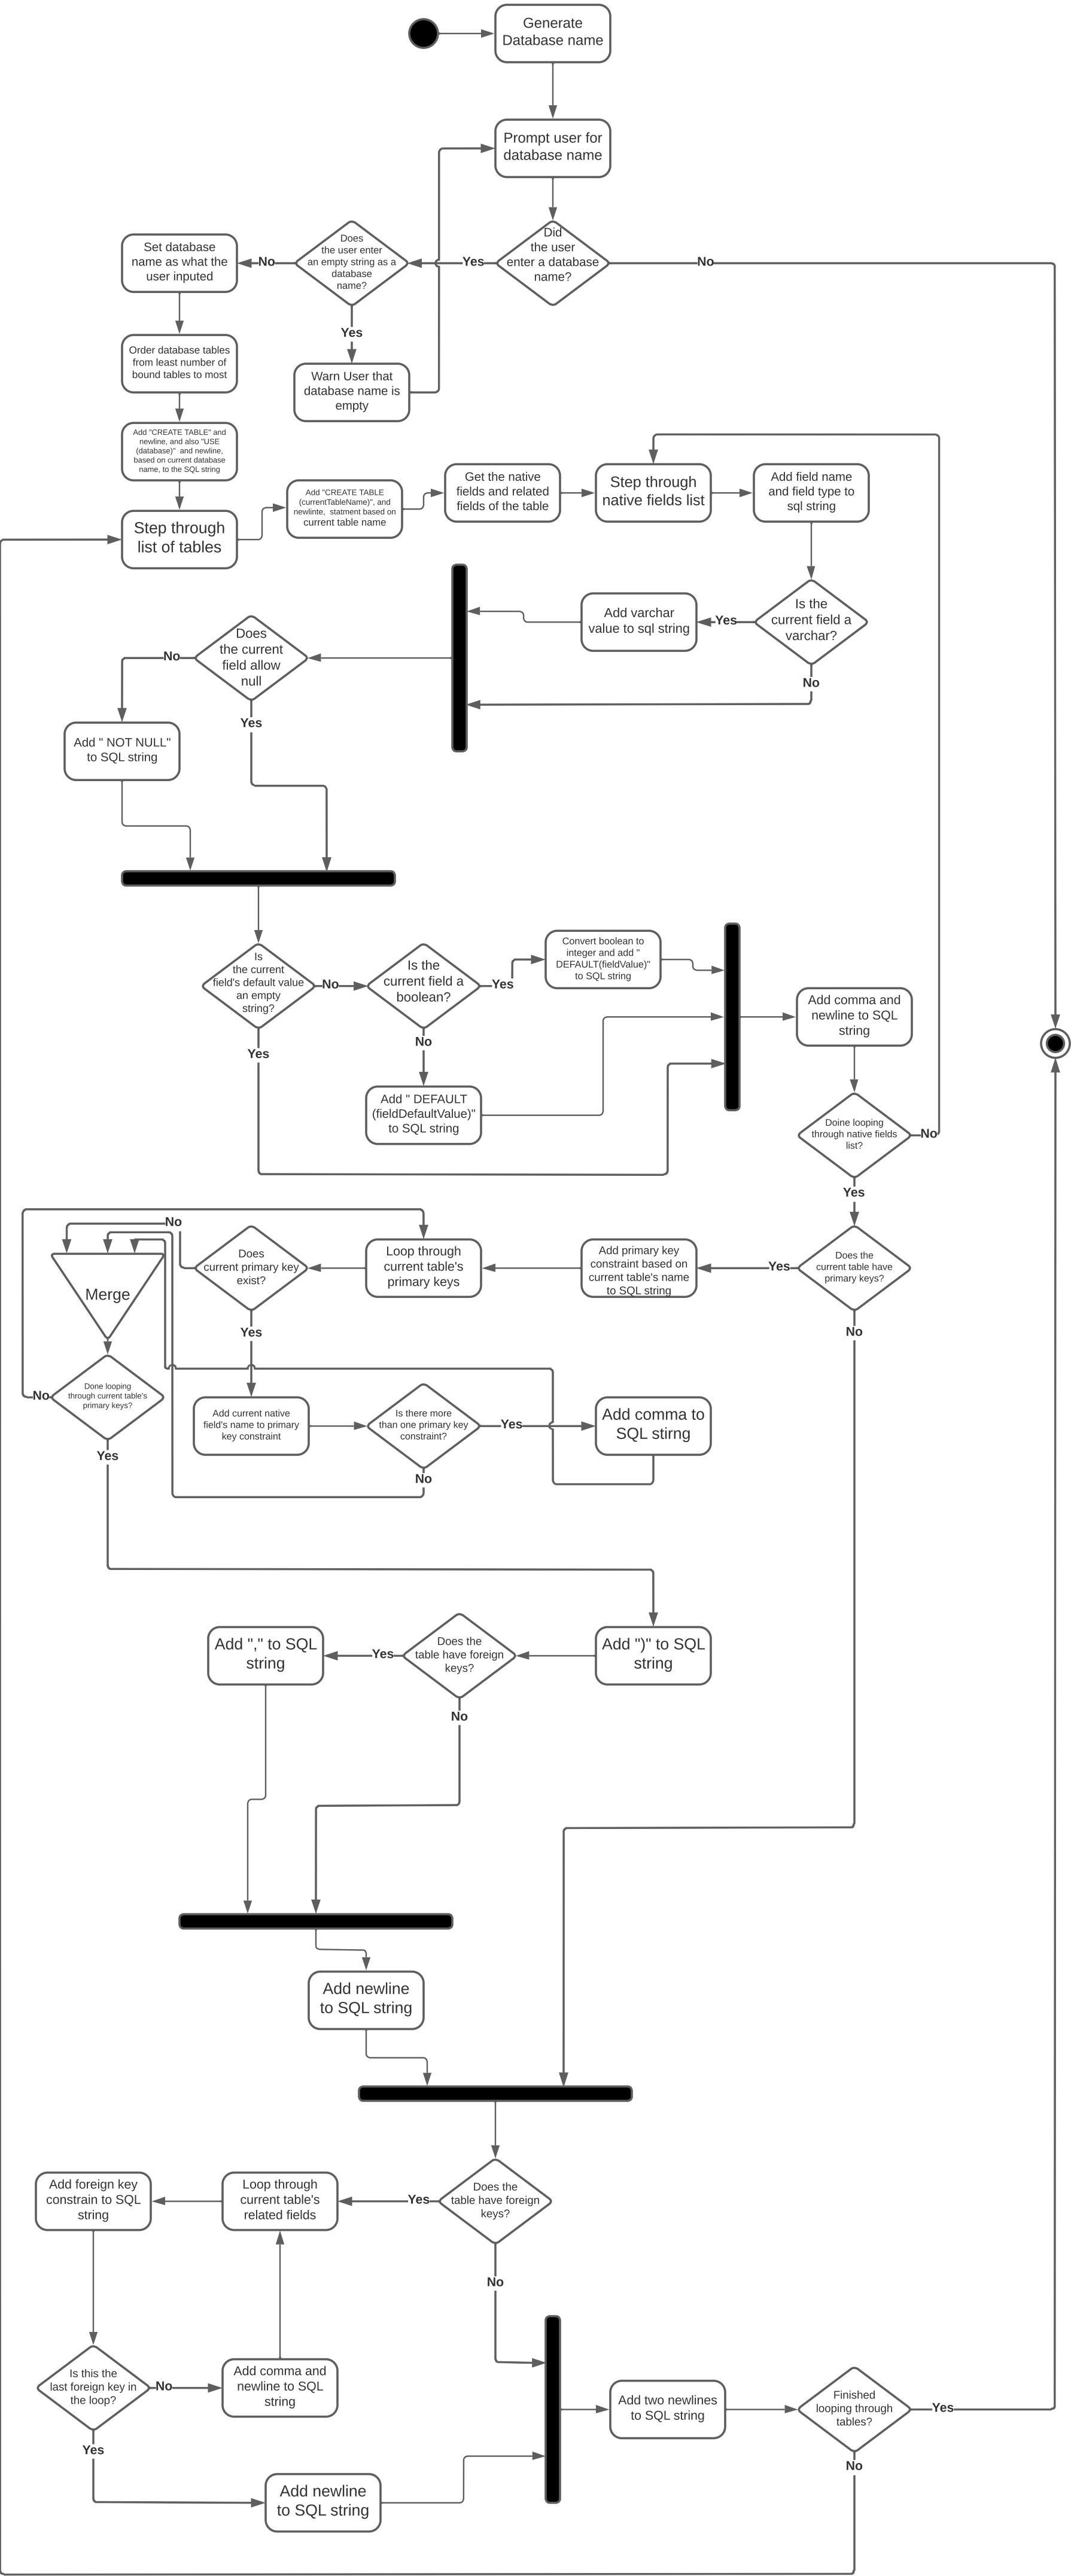 Generate
Database name
Prompt user for
database name
Did
the user
enter a database
name?
No
Yes
Does
the user enter
an empty string as a
database
name?
No
Yes
Set database
name as what the
user inputed
Warn User that
database name is
empty
Order database tables
from least number of
bound tables to most
Add "CREATE TABLE" and
newline, and also "USE
(database)"  and newline,
based on current database
name, to the SQL string
Step through
list of tables
Add "CREATE TABLE
(currentTableName)", and
newlinte,  statment based on
current table name
Get the native
fields and related
fields of the table
Step through
native fields list
Add field name
and field type to
sql string
Is the
current field a
varchar?
Yes
No
Add varchar
value to sql string
Does
the current
field allow
null
No
Yes
Add " NOT NULL"
to SQL string
Is
the current
field's default value
an empty
string?
No
Yes
Is the
current field a
boolean?
Yes
No
Convert boolean to
integer and add "
DEFAULT(fieldValue)"
to SQL string
Add " DEFAULT
(fieldDefaultValue)"
to SQL string
Add comma and
newline to SQL
string
Doine looping
through native fields
list?
No
Yes
Does the
current table have
primary keys?
Yes
No
Add primary key
constraint based on
current table's name
to SQL string
Loop through
current table's
primary keys
Does
current primary key
exist?
No
Yes
Merge
Done looping
through current table's
primary keys?
No
Yes
Add current native
field's name to primary
key constraint
Is there more
than one primary key
constraint?
Yes
No
Add comma to
SQL stirng
Add ")" to SQL
string
Does the
table have foreign
keys?
Yes
No
Add "," to SQL
string
Add newline
to SQL string
Does the
table have foreign
keys?
Yes
No
Loop through
current table's
related fields
Add foreign key
constrain to SQL
string
Is this the
last foreign key in
the loop?
No
Yes
Add comma and
newline to SQL
string
Add newline
to SQL string
Add two newlines
to SQL string
Finished
looping through
tables?
Yes
No